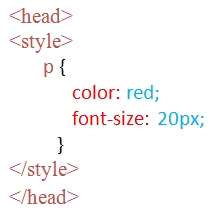 <head>
<style>
p {
color: red;
font-size: 20px;
}
</style>
</head>